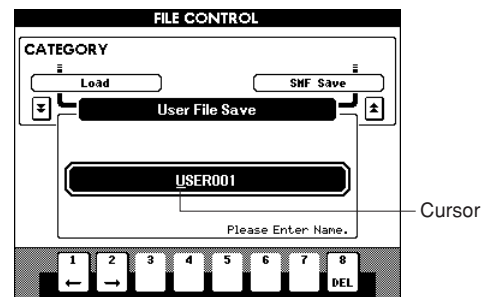 FILE CONTROL
CATEGORY
Load
SMF Save
User File Save
USER001
Cursor
Please Enter Name.
1 2 3 4 5 6 7 8
← → DEL